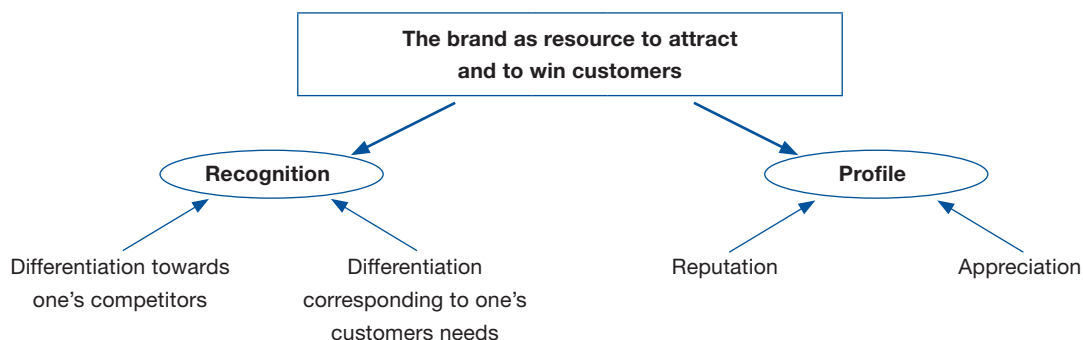 The brand as resource to attract
and to win customers
Recognition
Profile
Differentiation towards
one's competitors
Differentiation
corresponding to one's
customers needs
Reputation
Appreciation